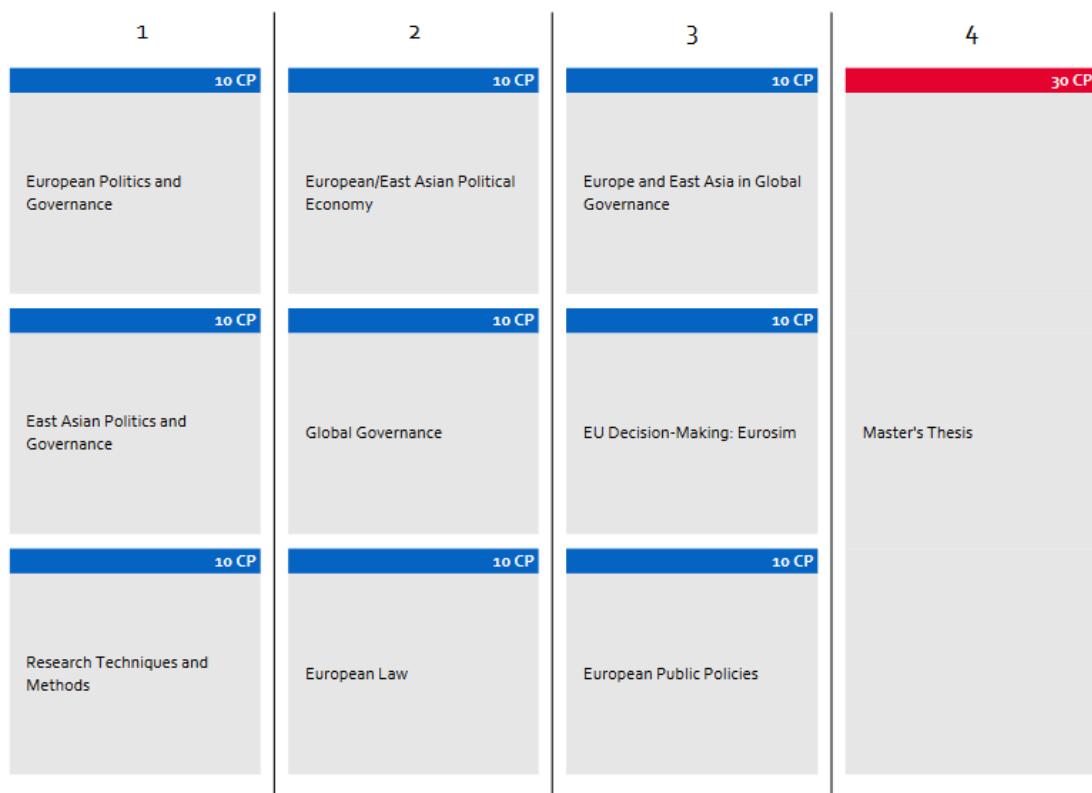 1
2
3
4
10 CP
10 CP
10 CP
30 CP
European Politics and
Governance
European/East Asian Political
Economy
Europe and East Asia in Global
Governance
10 CP
10 CP
10 CP
East Asian Politics and
Governance
Global Governance
EU Decision-Making: Eurosim
Master's Thesis
10 CP
10 CP
10 CP
Research Techniques and
Methods
European Law
European Public Policies